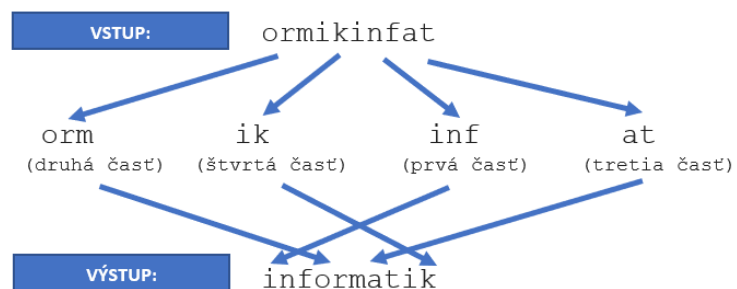 VSTUP: ormikinfat
orm ik inf at
(druhá časť) (štvrtá časť) (prvá časť) (tretia časť)
VÝSTUP: informatik